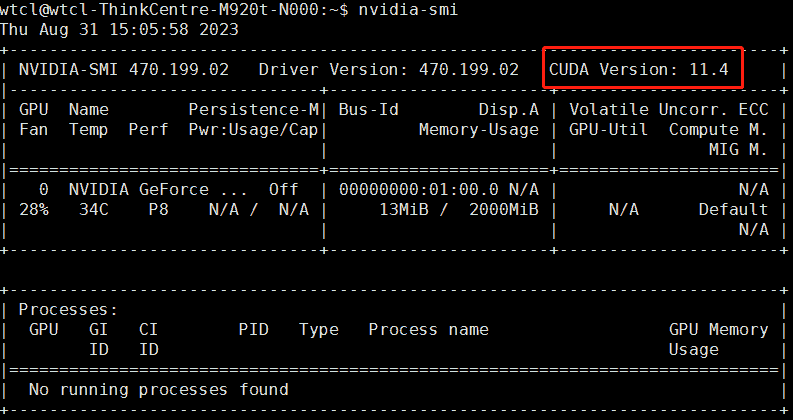 wtcl@wtcl-ThinkCentre-M920t-N000:~$ nvidia-smi
Thu Aug 31 15:05:58 2023
+-----------------------------------------------------------------------------+
| NVIDIA-SMI 470.199.02   Driver Version: 470.199.02   CUDA Version: 11.4     |
|-------------------------------+----------------------+----------------------+
| GPU  Name        Persistence-M| Bus-Id        Disp.A | Volatile Uncorr. ECC |
| Fan  Temp  Perf  Pwr:Usage/Cap|         Memory-Usage | GPU-Util  Compute M. |
|                               |                      |               MIG M. |
|===============================+======================+======================|
|   0  NVIDIA GeForce ...  Off  | 00000000:01:00.0 N/A |                  N/A |
| 28%   34C    P8    N/A /  N/A |     13MiB /  2000MiB |     N/A      Default |
|                               |                      |                  N/A |
+-------------------------------+----------------------+----------------------+

+-----------------------------------------------------------------------------+
| Processes:                                                                  |
|  GPU   GI   CI        PID   Type   Process name                  GPU Memory |
|        ID   ID                                                   Usage      |
|=============================================================================|
|  No running processes found                                                 |
+-----------------------------------------------------------------------------+